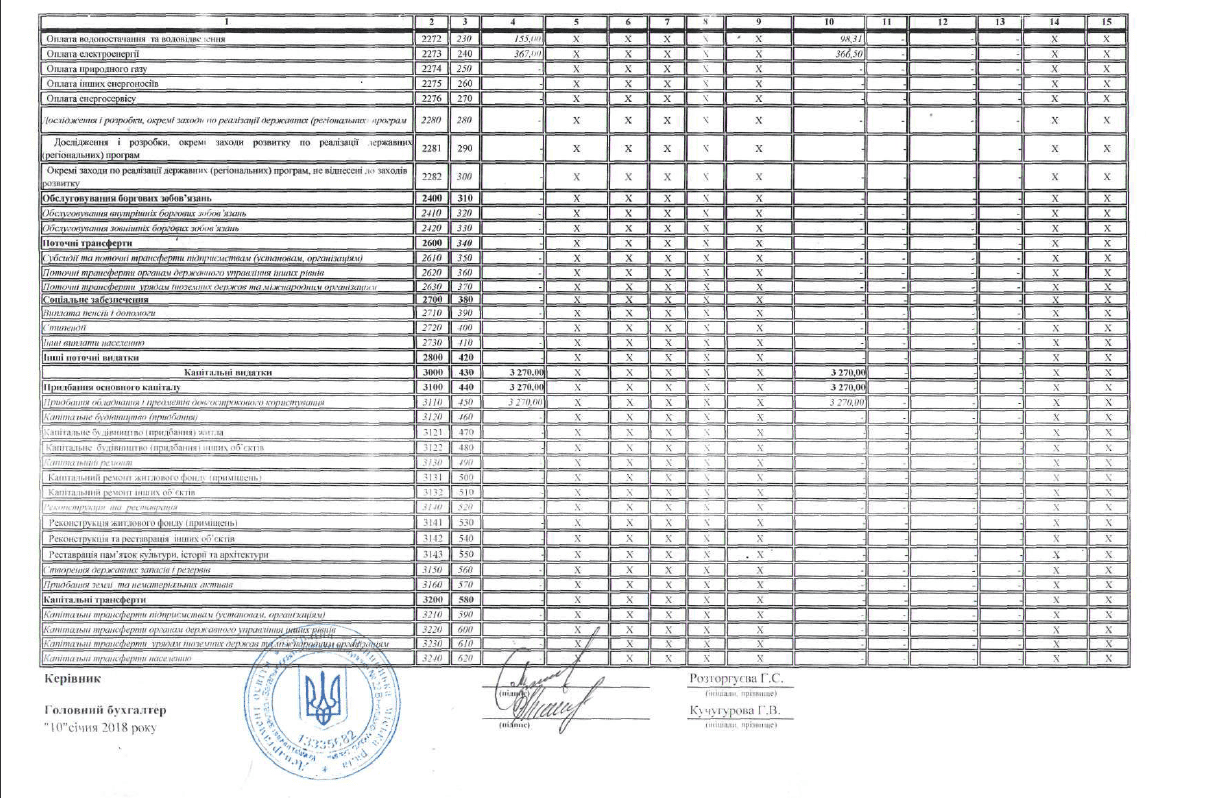 1 2 3 4 5 6 7 8 9 10 11 12 13 14 15
Оплата водопостачання та водовідведення 2272 230 155,00 X X X X X 98,31 - - - X X
Оплата електроенергії 2273 240 367,00 X X X X X 366,50 - - - X X
Оплата природного газу 2274 250 - X X X X X - - - - X X
Оплата інших енергоносіїв 2275 260 - X X X X X - - - - X X
Оплата енергосервісу 2276 270 - X X X X X - - - - X X
Дослідження і розробки, окремі заходи по реалізації державних (регіональних) програм 2280 280 - X X X X X - - - - X X
Дослідження і розробки, окремі заходи розвитку по реалізації державних
(регіональних) програм 2281 290 - X X X X X - - - - X X
Окремі заходи по реалізації державних (регіональних) програм, не віднесені до заходів
розвитку 2282 300 - X X X X X - - - - X X
Обслуговування боргових зобов'язань 2400 310 - X X X X X - - - - X X
Обслуговування внутрішніх боргових зобов'язань 2410 320 - X X X X X - - - - X X
Обслуговування зовнішніх боргових зобов'язань 2420 330 - X X X X X - - - - X X
Поточні трансферти 2600 340 - X X X X X - - - - X X
Субсидії та поточні трансферти підприємствам (установам, організаціям) 2610 350 - X X X X X - - - - X X
Поточні трансферти органам державного управління інших рівнів 2620 360 - X X X X X - - - - X X
Поточні трансферти урядам іноземних держав та міжнародним організаціям 2630 370 - X X X X X - - - - X X
Соціальне забезпечення 2700 380 - X X X X X - - - - X X
Виплата пенсій і допомоги 2710 390 - X X X X X - - - - X X
Стипендії 2720 400 - X X X X X - - - - X X
Інші виплати населенню 2730 410 - X X X X X - - - - X X
Інші поточні видатки 2800 420 - X X X X X - - - - X X
Капітальні видатки 3000 430 3 270,00 X X X X X 3 270,00 - - - X X
Придбання основного капіталу 3100 440 3 270,00 X X X X X 3 270,00 - - - X X
Придбання обладнання і предметів довгострокового користування 3110 450 3 270,00 X X X X X 3 270,00 - - - X X
Капітальне будівництво (придбання) 3120 460 - X X X X X - - - - X X
Капітальне будівництво (придбання) житла 3121 470 - X X X X X - - - - X X
Капітальне будівництво (придбання) інших об'єктів 3122 480 - X X X X X - - - - X X
Капітальний ремонт 3130 490 - X X X X X - - - - X X
Капітальний ремонт житлового фонду (приміщень) 3131 500 - X X X X X - - - - X X
Капітальний ремонт інших об'єктів 3132 510 - X X X X X - - - - X X
Реконструкція та реставрація 3140 520 - X X X X X - - - - X X
Реконструкція житлового фонду (приміщень) 3141 530 - X X X X X - - - - X X
Реконструкція та реставрація інших об'єктів 3142 540 - X X X X X - - - - X X
Реставрація пам'яток культури, історії та архітектури 3143 550 - X X X X X - - - - X X
Створення державних запасів і резервів 3150 560 - X X X X X - - - - X X
Придбання землі та нематеріальних активів 3160 570 - X X X X X - - - - X X
Капітальні трансферти 3200 580 - X X X X X - - - - X X
Капітальні трансферти підприємствам (установам, організаціям) 3210 590 - X X X X X - - - - X X
Капітальні трансферти органам державного управління інших рівнів 3220 600 - X X X X X - - - - X X
Капітальні трансферти урядам іноземних держав та міжнародним організаціям 3230 610 - X X X X X - - - - X X
Капітальні трансферти населенню 3240 620 - X X X X X - - - - X X
Керівник Розторгуєва Г.С.
(підпис) (ініціали, прізвище)
Головний бухгалтер Кучугурова Г.В.
(підпис) (ініціали, прізвище)
"10"січня 2018 року
13335682
Департамент